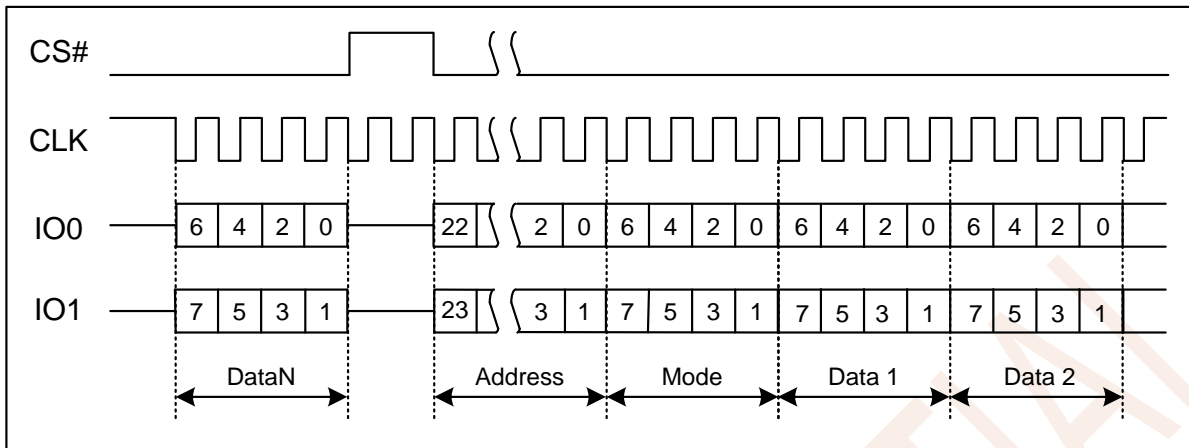 CS#
CLK
IO0 6 4 2 0 22 2 0 6 4 2 0 6 4 2 0 6 4 2 0
IO1 7 5 3 1 23 3 1 7 5 3 1 7 5 3 1 7 5 3 1
DataN Address Mode Data 1 Data 2